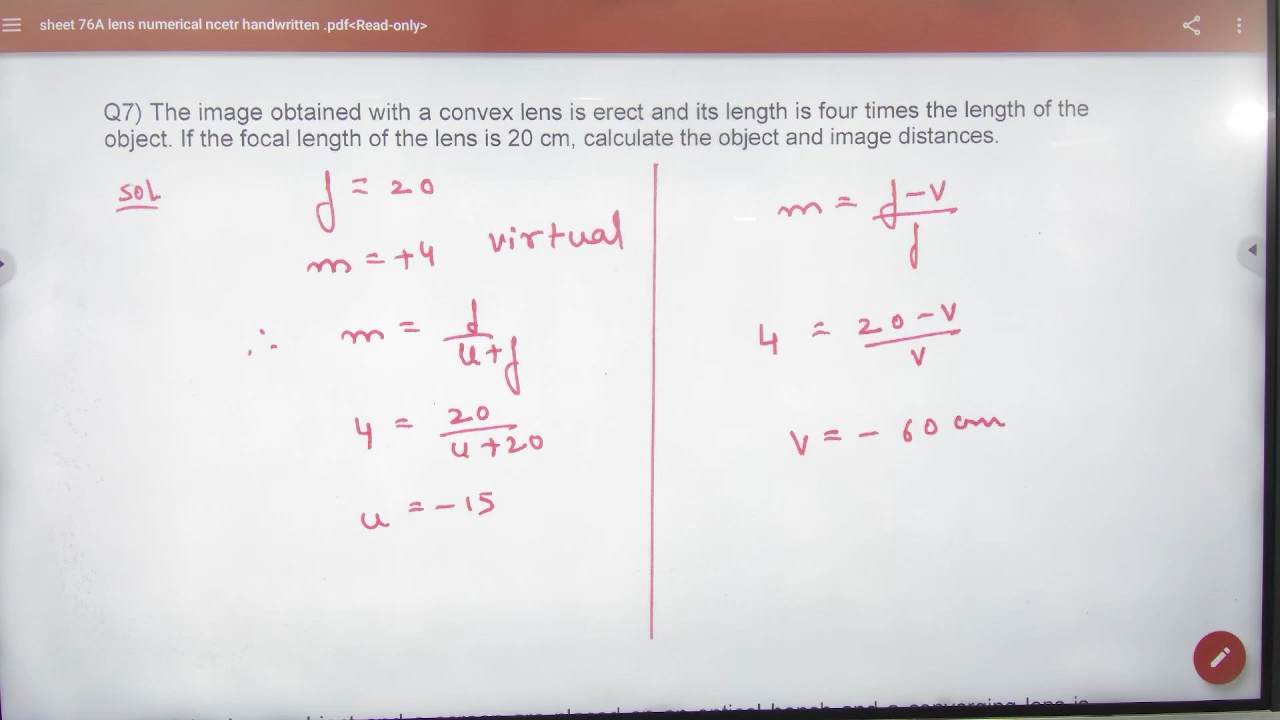 sheet 76A lens numerical ncetr handwritten .pdf<Read-only>
Q7) The image obtained with a convex lens is erect and its length is four times the length of the
object. If the focal length of the lens is 20 cm, calculate the object and image distances.
Sol
f = 20
m = +4 virtual
∴ m = f/(u+f)
4 = 20/(u+20)
u = -15
m = (f-v)/f
4 = (20-v)/v
v = - 60 cm